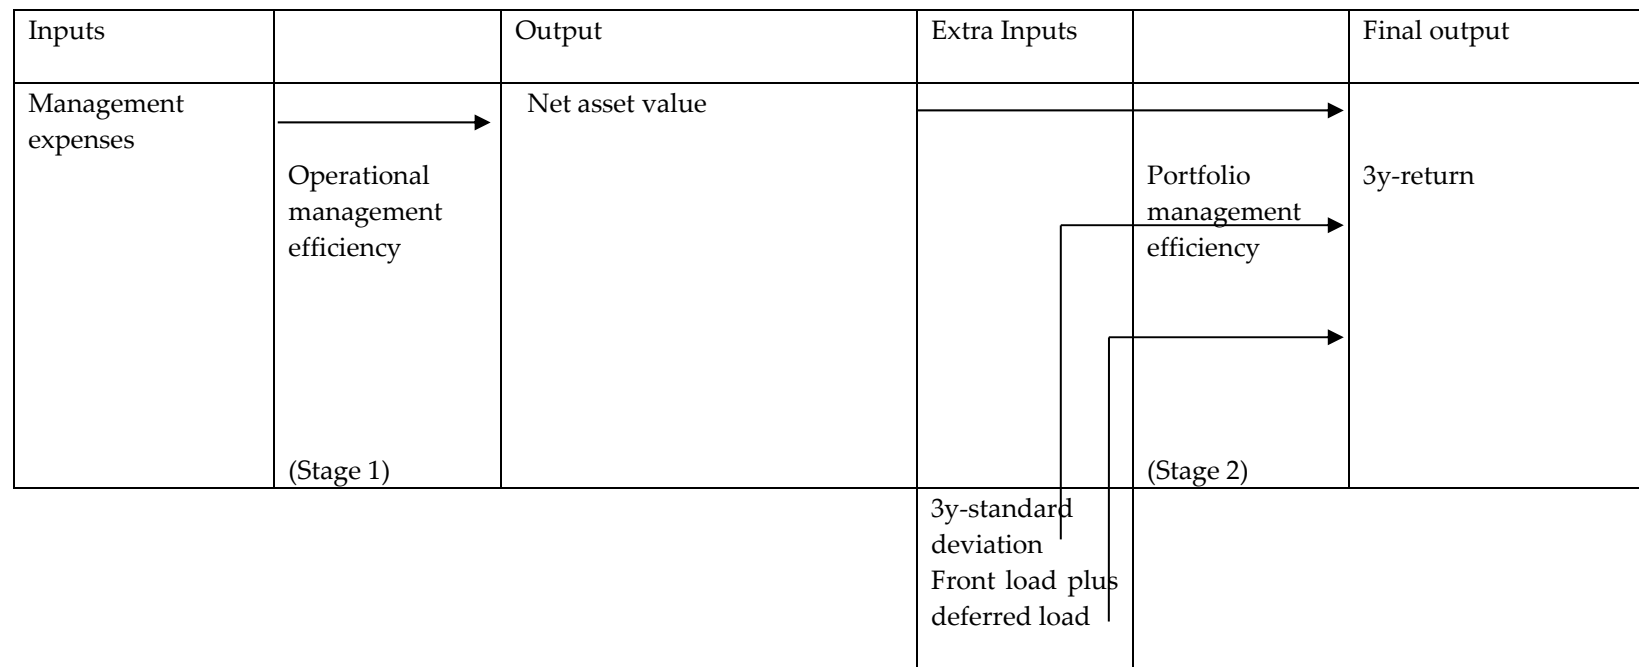 Inputs
Output
Extra Inputs
Final output
Management
expenses
Operational
management
efficiency
(Stage 1)
Net asset value
Portfolio
management
efficiency
(Stage 2)
3y-return
3y-standard
deviation
Front load plus
deferred load